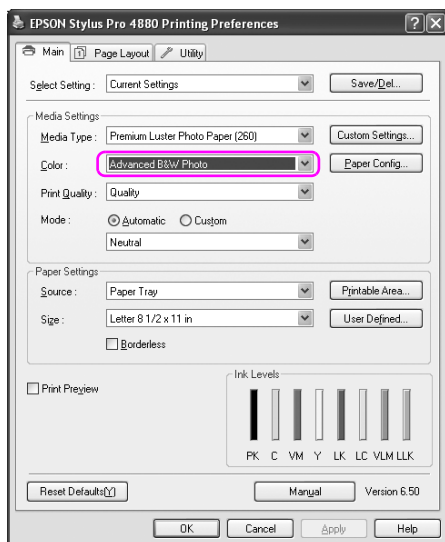 EPSON Stylus Pro 4880 Printing Preferences
Main Page Layout Utility
Select Setting : Current Settings Save/Del...
Media Settings
Media Type : Premium Luster Photo Paper (260) Custom Settings...
Color : Advanced B&W Photo Paper Config...
Print Quality : Quality
Mode : Automatic Custom
Neutral
Paper Settings
Source : Paper Tray Printable Area...
Size : Letter 8 1/2 x 11 in User Defined...
Borderless
Print Preview
Ink Levels
PK C VM Y LK LC VLM LLK
Reset Defaults(Y) Manual Version 6.50
OK Cancel Apply Help